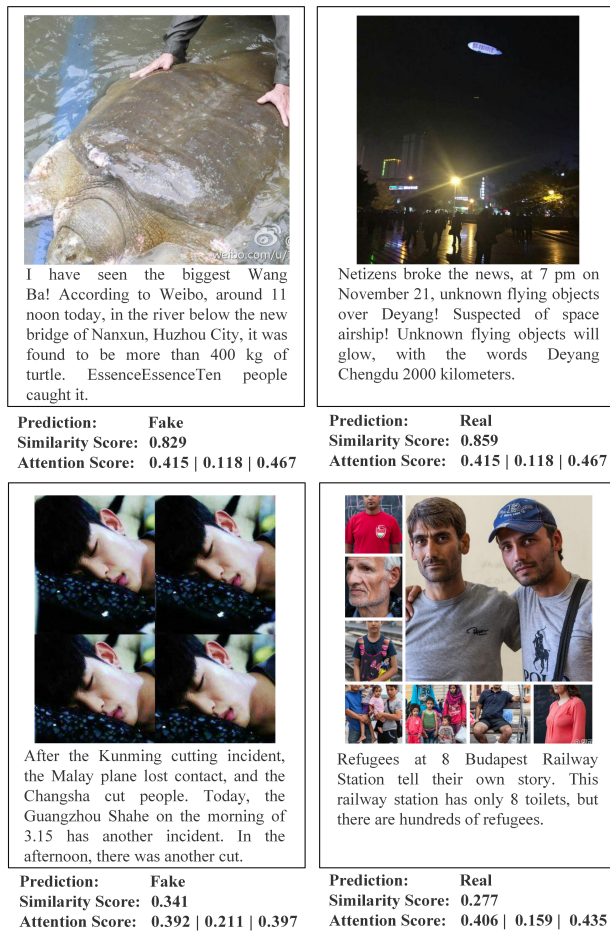 weibo.com/u/
I have seen the biggest Wang
Ba! According to Weibo, around 11
noon today, in the river below the new
bridge of Nanxun, Huzhou City, it was
found to be more than 400 kg of
turtle. EssenceEssenceTen people
caught it.
Prediction: Fake
Similarity Score: 0.829
Attention Score: 0.415 | 0.118 | 0.467
Netizens broke the news, at 7 pm on
November 21, unknown flying objects
over Deyang! Suspected of space
airship! Unknown flying objects will
glow, with the words Deyang
Chengdu 2000 kilometers.
Prediction: Real
Similarity Score: 0.859
Attention Score: 0.415 | 0.118 | 0.467
After the Kunming cutting incident,
the Malay plane lost contact, and the
Changsha cut people. Today, the
Guangzhou Shahe on the morning of
3.15 has another incident. In the
afternoon, there was another cut.
Prediction: Fake
Similarity Score: 0.341
Attention Score: 0.392 | 0.211 | 0.397
Refugees at 8 Budapest Railway
Station tell their own story. This
railway station has only 8 toilets, but
there are hundreds of refugees.
Prediction: Real
Similarity Score: 0.277
Attention Score: 0.406 | 0.159 | 0.435